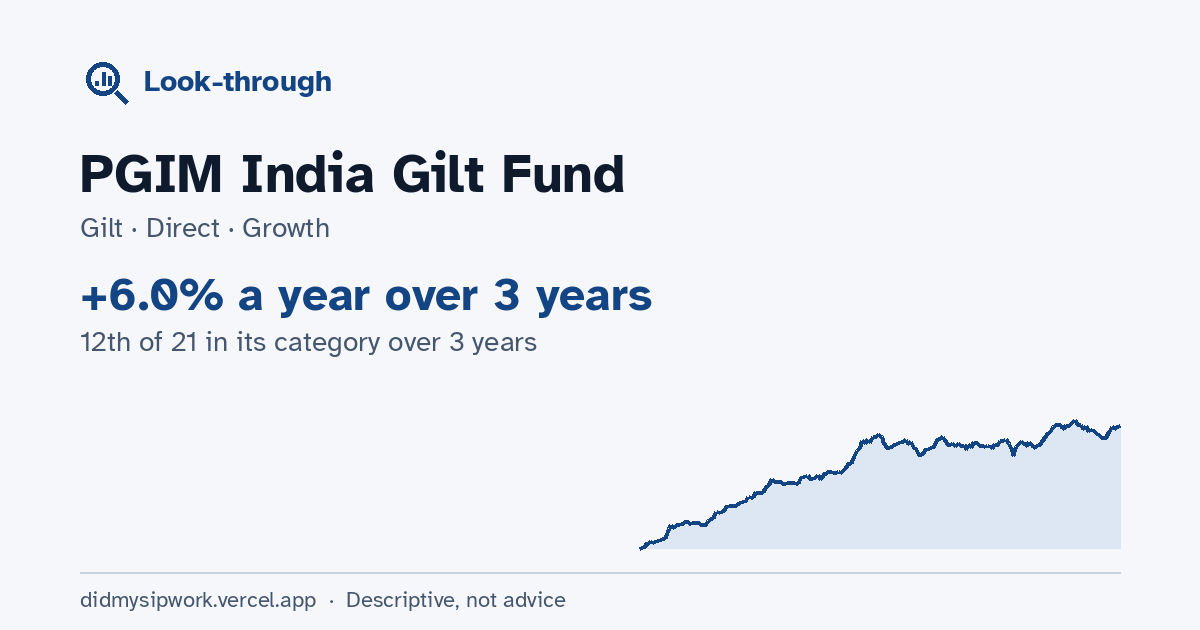 Look-through
PGIM India Gilt Fund
Gilt · Direct · Growth
+6.0% a year over 3 years
12th of 21 in its category over 3 years
didmysipwork.vercel.app · Descriptive, not advice